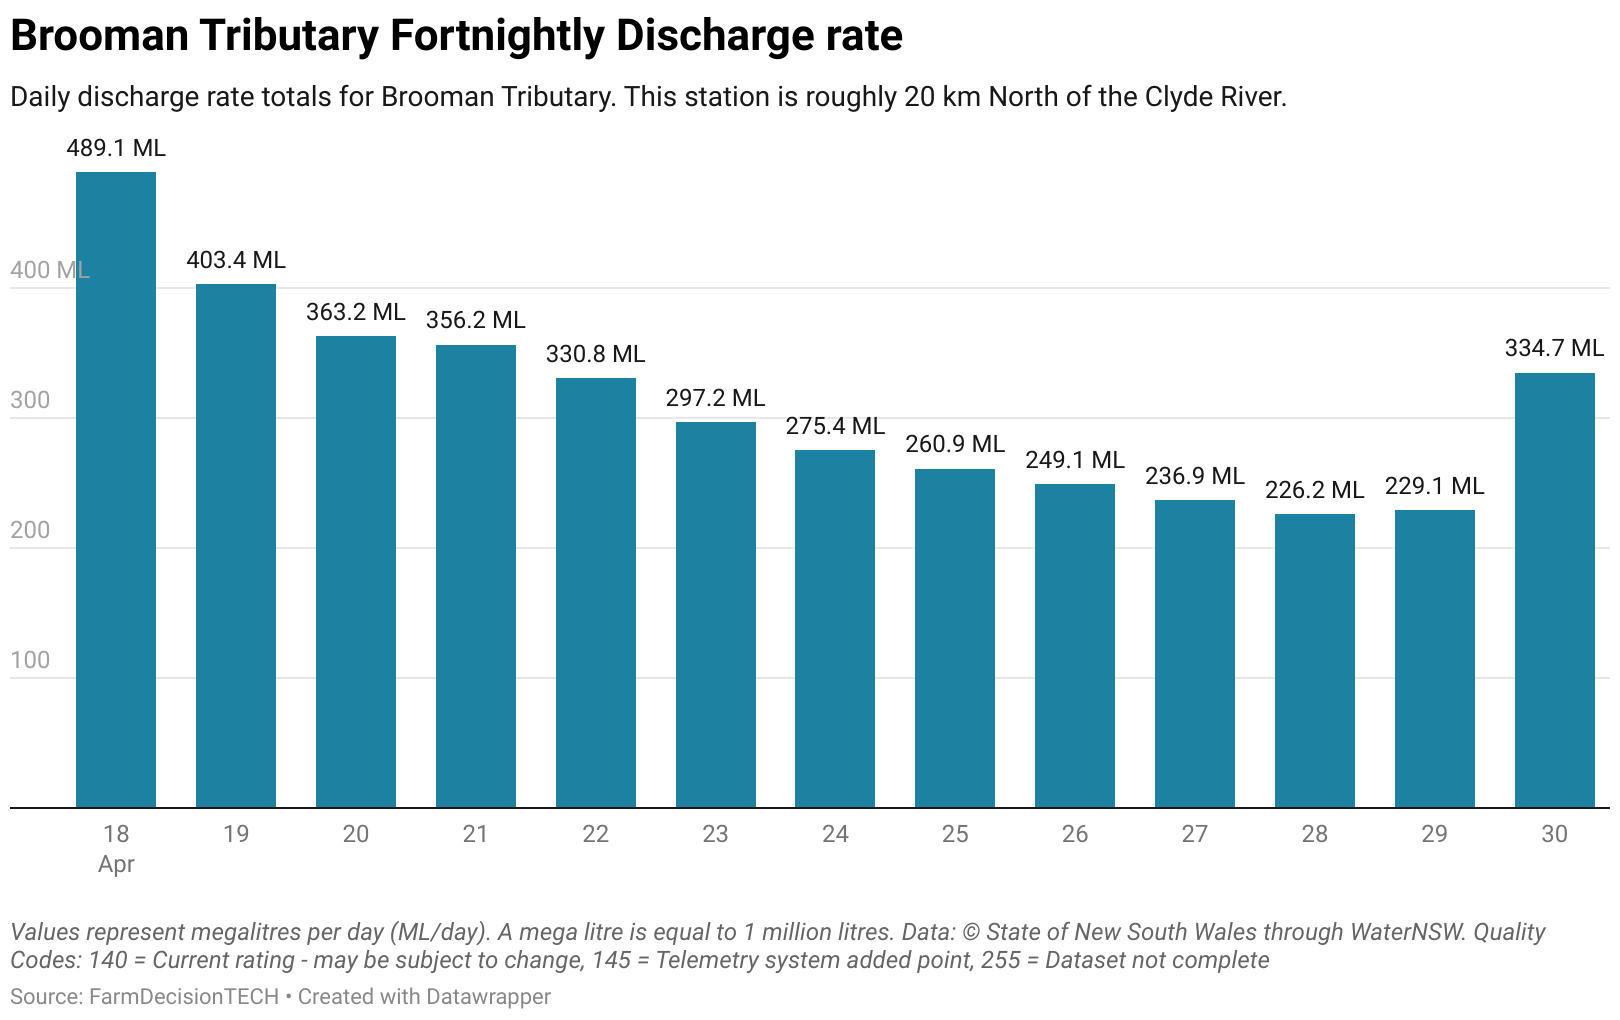 Brooman Tributary Fortnightly Discharge rate
Daily discharge rate totals for Brooman Tributary. This station is roughly 20 km North of the Clyde River.
489.1 ML
403.4 ML
400 ML
363.2 ML
356.2 ML
334.7 ML
330.8 ML
297.2 ML
300
275.4 ML
260.9 ML
249.1 ML
236.9 ML
226.2 ML
229.1 ML
200
100
18 19 20 21 22 23 24 25 26 27 28 29 30
Apr
Values represent megalitres per day (ML/day). A mega litre is equal to 1 million litres. Data: © State of New South Wales through WaterNSW. Quality
Codes: 140 = Current rating - may be subject to change, 145 = Telemetry system added point, 255 = Dataset not complete
Source: FarmDecisionTECH • Created with Datawrapper